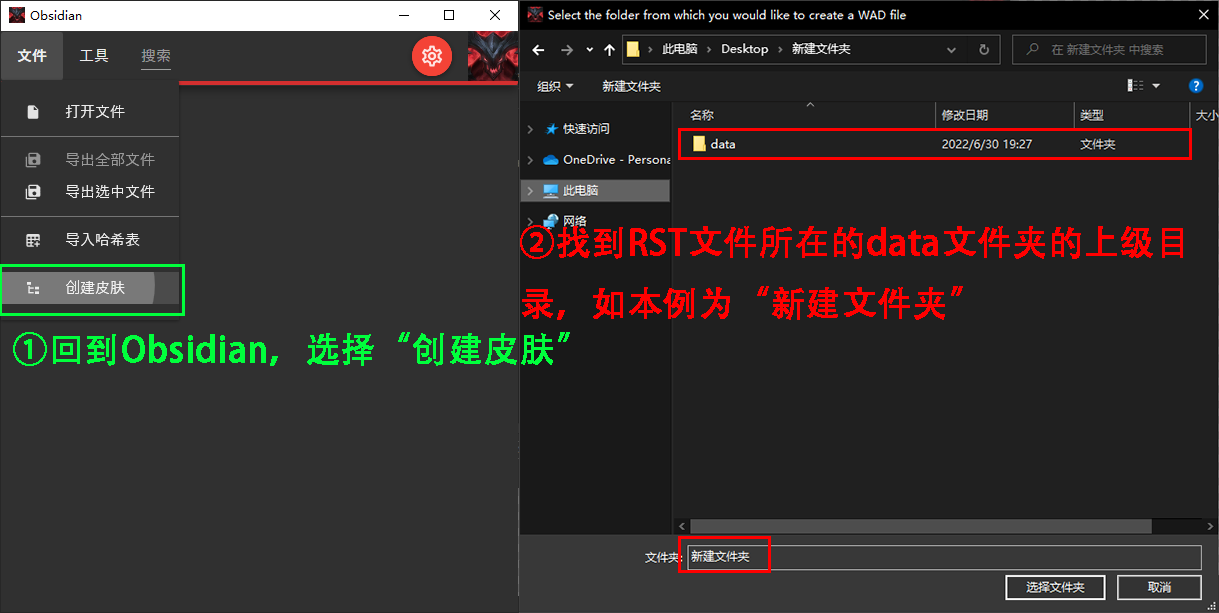 Obsidian
文件
工具
搜索
打开文件
导出全部文件
导出选中文件
导入哈希表
创建皮肤
①回到Obsidian，选择“创建皮肤”
Select the folder from which you would like to create a WAD file
此电脑 › Desktop › 新建文件夹
在 新建文件夹 中搜索
组织
新建文件夹
名称
修改日期
类型
大小
快速访问
OneDrive - Persona
此电脑
网络
data
2022/6/30 19:27
文件夹
②找到RST文件所在的data文件夹的上级目
录，如本例为“新建文件夹”
文件夹:
新建文件夹
选择文件夹
取消